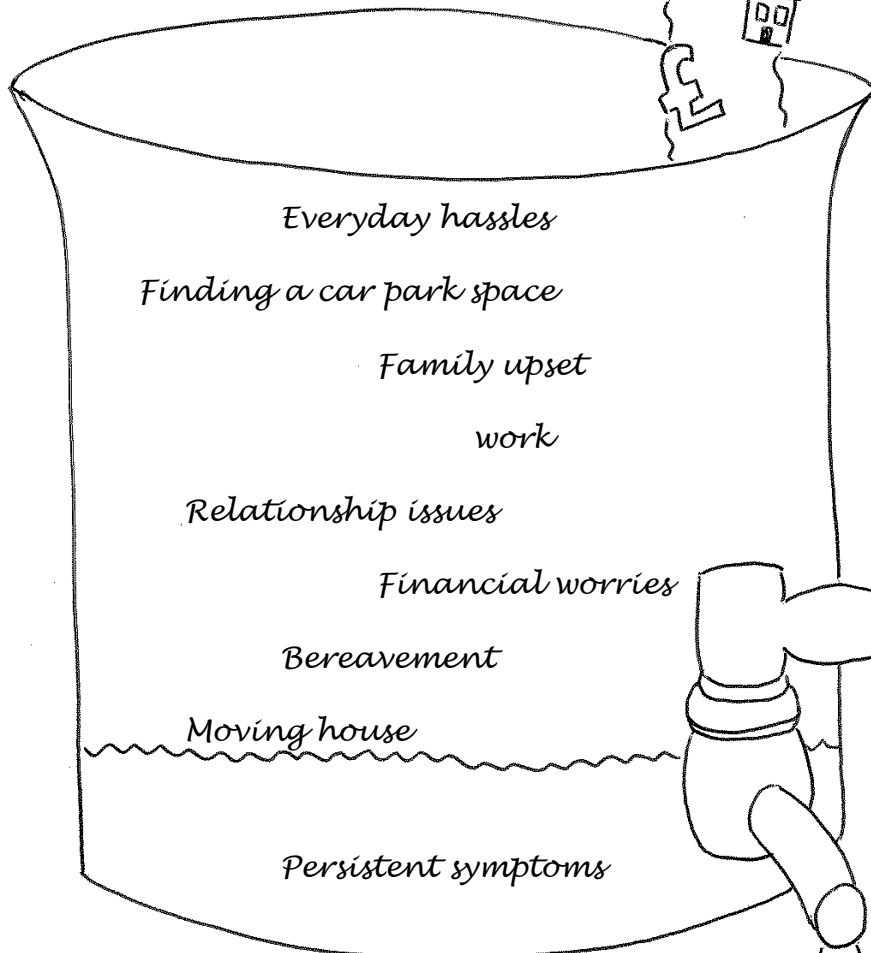 £
Everyday hassles
Finding a car park space
Family upset
work
Relationship issues
Financial worries
Bereavement
Moving house
Persistent symptoms